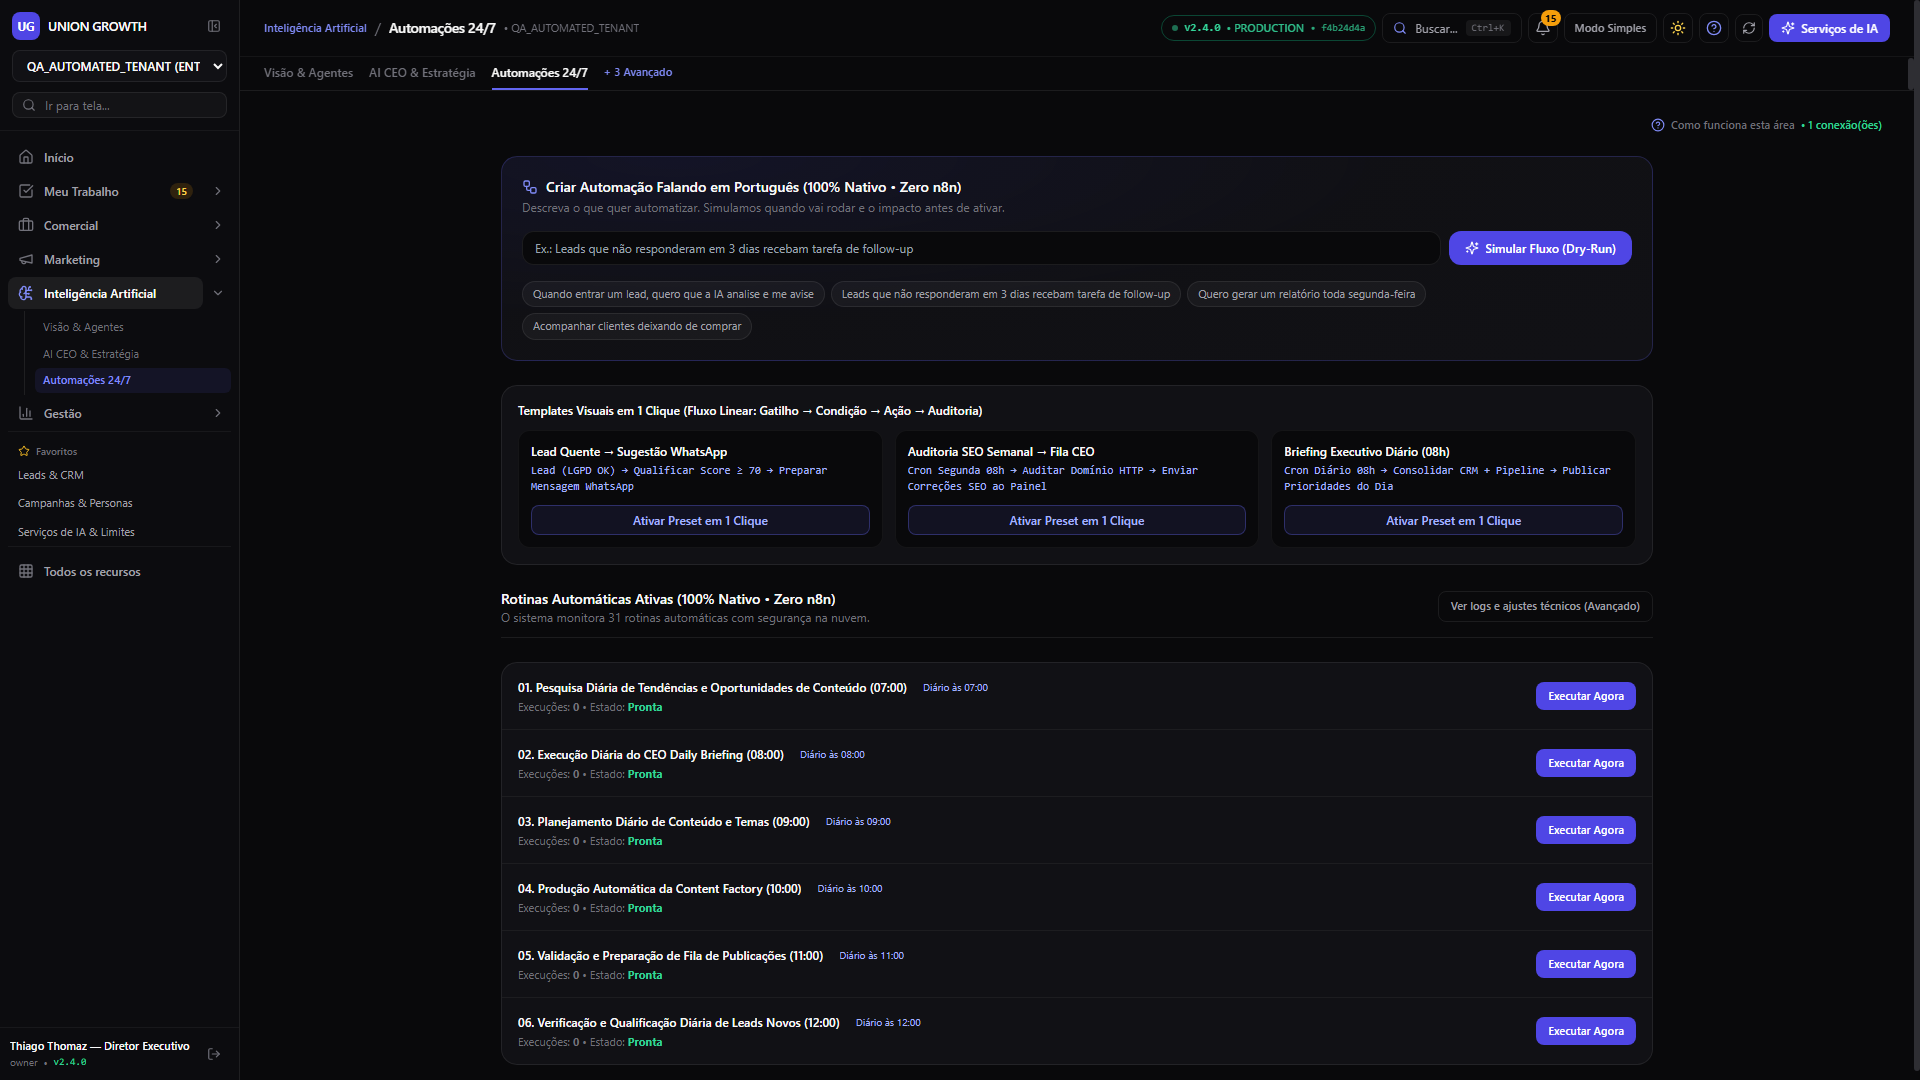 UG UNION GROWTH
QA_AUTOMATED_TENANT (ENT
Ir para tela...
Início
Meu Trabalho 15
Comercial
Marketing
Inteligência Artificial
Visão & Agentes
AI CEO & Estratégia
Automações 24/7
Gestão
Favoritos
Leads & CRM
Campanhas & Personas
Serviços de IA & Limites
Todos os recursos
Thiago Thomaz — Diretor Executivo
owner • v2.4.0
Inteligência Artificial / Automações 24/7 • QA_AUTOMATED_TENANT
v2.4.0 • PRODUCTION • f4b24d4a
Buscar... Ctrl+K
15
Modo Simples
Serviços de IA
Visão & Agentes AI CEO & Estratégia Automações 24/7 + 3 Avançado
Como funciona esta área • 1 conexão(ões)
Criar Automação Falando em Português (100% Nativo • Zero n8n)
Descreva o que quer automatizar. Simulamos quando vai rodar e o impacto antes de ativar.
Ex.: Leads que não responderam em 3 dias recebam tarefa de follow-up
Simular Fluxo (Dry-Run)
Quando entrar um lead, quero que a IA analise e me avise
Leads que não responderam em 3 dias recebam tarefa de follow-up
Quero gerar um relatório toda segunda-feira
Acompanhar clientes deixando de comprar
Templates Visuais em 1 Clique (Fluxo Linear: Gatilho → Condição → Ação → Auditoria)
Lead Quente → Sugestão WhatsApp
Lead (LGPD OK) → Qualificar Score ≥ 70 → Preparar
Mensagem WhatsApp
Ativar Preset em 1 Clique
Auditoria SEO Semanal → Fila CEO
Cron Segunda 08h → Auditar Domínio HTTP → Enviar
Correções SEO ao Painel
Ativar Preset em 1 Clique
Briefing Executivo Diário (08h)
Cron Diário 08h → Consolidar CRM + Pipeline → Publicar
Prioridades do Dia
Ativar Preset em 1 Clique
Rotinas Automáticas Ativas (100% Nativo • Zero n8n)
O sistema monitora 31 rotinas automáticas com segurança na nuvem.
Ver logs e ajustes técnicos (Avançado)
01. Pesquisa Diária de Tendências e Oportunidades de Conteúdo (07:00) Diário às 07:00
Execuções: 0 • Estado: Pronta
Executar Agora
02. Execução Diária do CEO Daily Briefing (08:00) Diário às 08:00
Execuções: 0 • Estado: Pronta
Executar Agora
03. Planejamento Diário de Conteúdo e Temas (09:00) Diário às 09:00
Execuções: 0 • Estado: Pronta
Executar Agora
04. Produção Automática da Content Factory (10:00) Diário às 10:00
Execuções: 0 • Estado: Pronta
Executar Agora
05. Validação e Preparação de Fila de Publicações (11:00) Diário às 11:00
Execuções: 0 • Estado: Pronta
Executar Agora
06. Verificação e Qualificação Diária de Leads Novos (12:00) Diário às 12:00
Execuções: 0 • Estado: Pronta
Executar Agora